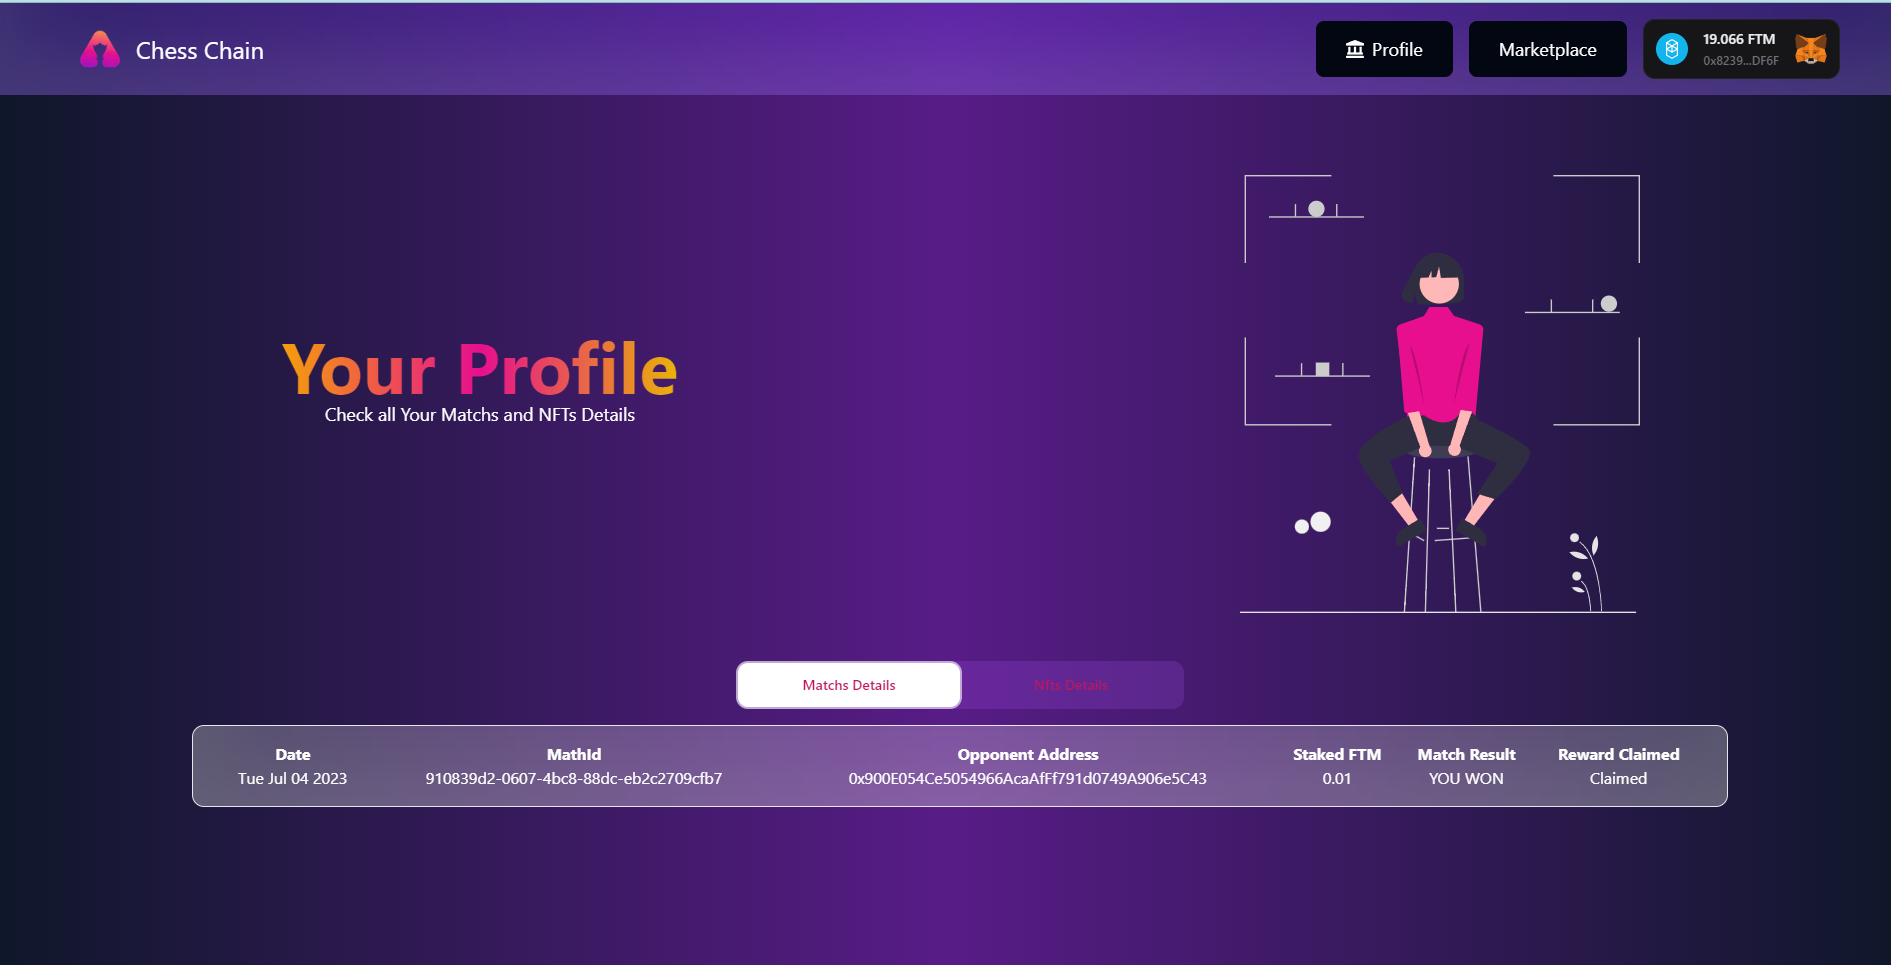 Chess Chain
Profile
Marketplace
19.066 FTM
0x8239...DF6F
Your Profile
Check all Your Matchs and NFTs Details
Matchs Details
Nfts Details
Date MathId Opponent Address Staked FTM Match Result Reward Claimed
Tue Jul 04 2023 910839d2-0607-4bc8-88dc-eb2c2709cfb7 0x900E054Ce5054966AcaAfFf791d0749A906e5C43 0.01 YOU WON Claimed